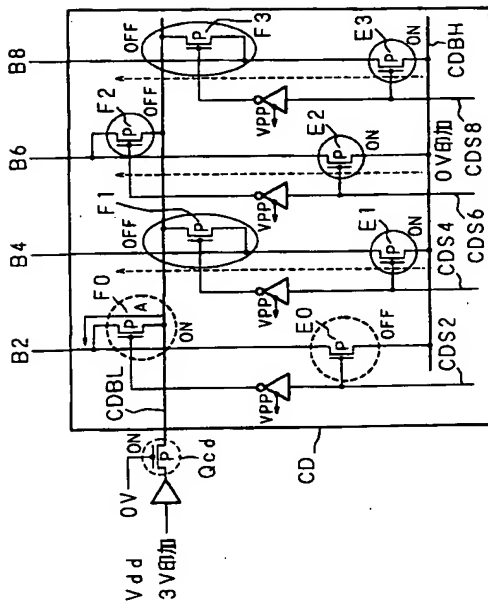 B2
B4
B6
B8
F0
P
A
ON
F1
P
OFF
F2
P
OFF
F3
P
OFF
CDBL
0V
ON
P
Qcd
Vdd
3V印加
VPP
VPP
VPP
VPP
E0
P
OFF
E1
P
ON
E2
P
ON
E3
P
ON
CD
CDS2
CDS4
CDS6
0V印加
CDS8
CDBH